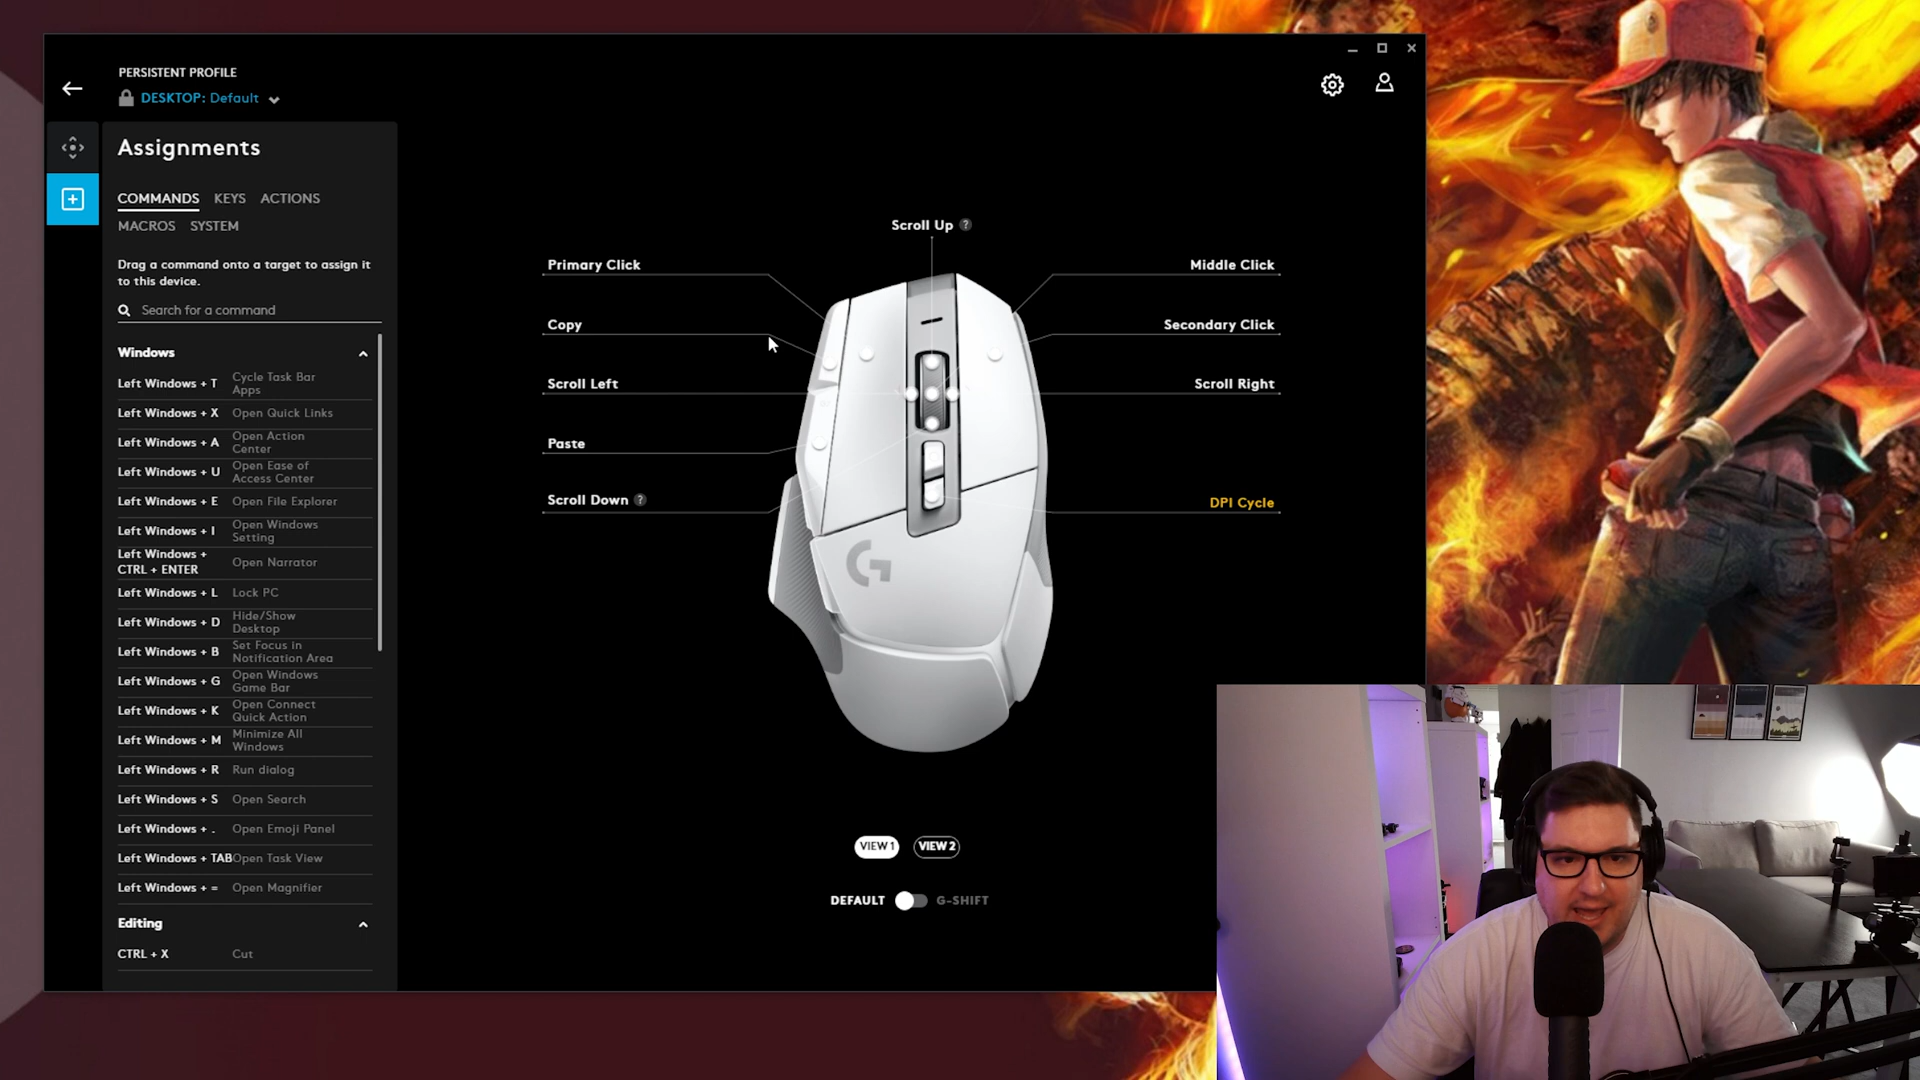 PERSISTENT PROFILE
DESKTOP: Default
Assignments
COMMANDS KEYS ACTIONS
MACROS SYSTEM
Drag a command onto a target to assign it
to this device.
Search for a command
Windows
Left Windows + T Cycle Task Bar
Apps
Left Windows + X Open Quick Links
Left Windows + A Open Action
Center
Left Windows + U Open Ease of
Access Center
Left Windows + E Open File Explorer
Left Windows + I Open Windows
Setting
Left Windows +
CTRL + ENTER Open Narrator
Left Windows + L Lock PC
Left Windows + D Hide/Show
Desktop
Left Windows + B Set Focus in
Notification Area
Left Windows + G Open Windows
Game Bar
Left Windows + K Open Connect
Quick Action
Left Windows + M Minimize All
Windows
Left Windows + R Run dialog
Left Windows + S Open Search
Left Windows + . Open Emoji Panel
Left Windows + TAB Open Task View
Left Windows + = Open Magnifier
Editing
CTRL + X Cut
Scroll Up ?
Primary Click
Middle Click
Copy
Secondary Click
Scroll Left
Scroll Right
Paste
Scroll Down ?
DPI Cycle
G
VIEW 1 VIEW 2
DEFAULT G-SHIFT